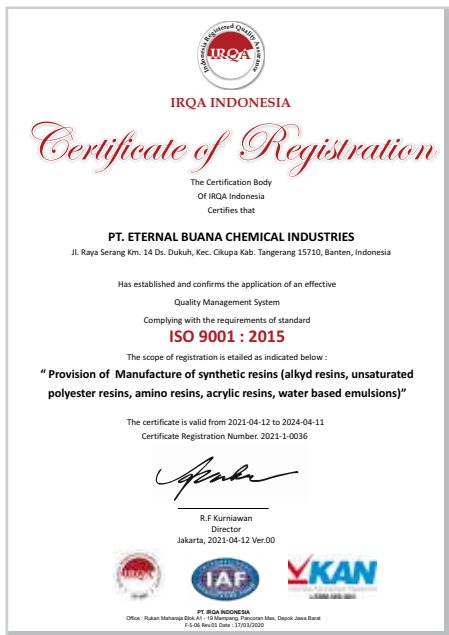 Indonesia Registered Quality Assurance
IRQA
IRQA INDONESIA
Certificate of Registration
The Certification Body
Of IRQA Indonesia
Certifies that
PT. ETERNAL BUANA CHEMICAL INDUSTRIES
Jl. Raya Serang Km. 14 Ds. Dukuh, Kec. Cikupa Kab. Tangerang 15710, Banten, Indonesia
Has established and confirms the application of an effective
Quality Management System
Complying with the requirements of standard
ISO 9001 : 2015
The scope of registration is etailed as indicated below :
“ Provision of Manufacture of synthetic resins (alkyd resins, unsaturated
polyester resins, amino resins, acrylic resins, water based emulsions)”
The certificate is valid from 2021-04-12 to 2024-04-11
Certificate Registration Number. 2021-1-0036
R.F Kurniawan
Director
Jakarta, 2021-04-12 Ver.00
IRQA
IAF
KAN
PT. IRQA INDONESIA
Office : Rukan Maharaja Blok A1 - 19 Mampang, Pancoran Mas, Depok Jawa Barat
F-5-06 Rev.01 Date : 17/03/2020